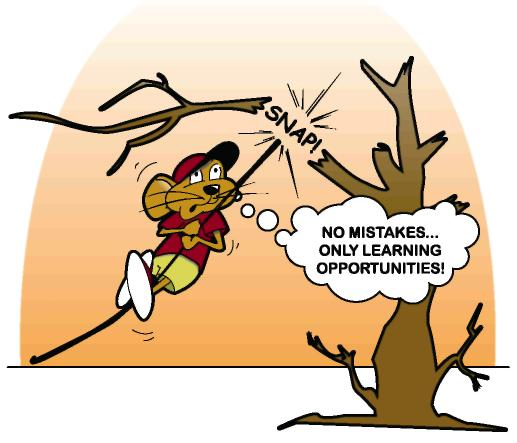 SNAP!
NO MISTAKES...
ONLY LEARNING
OPPORTUNITIES!